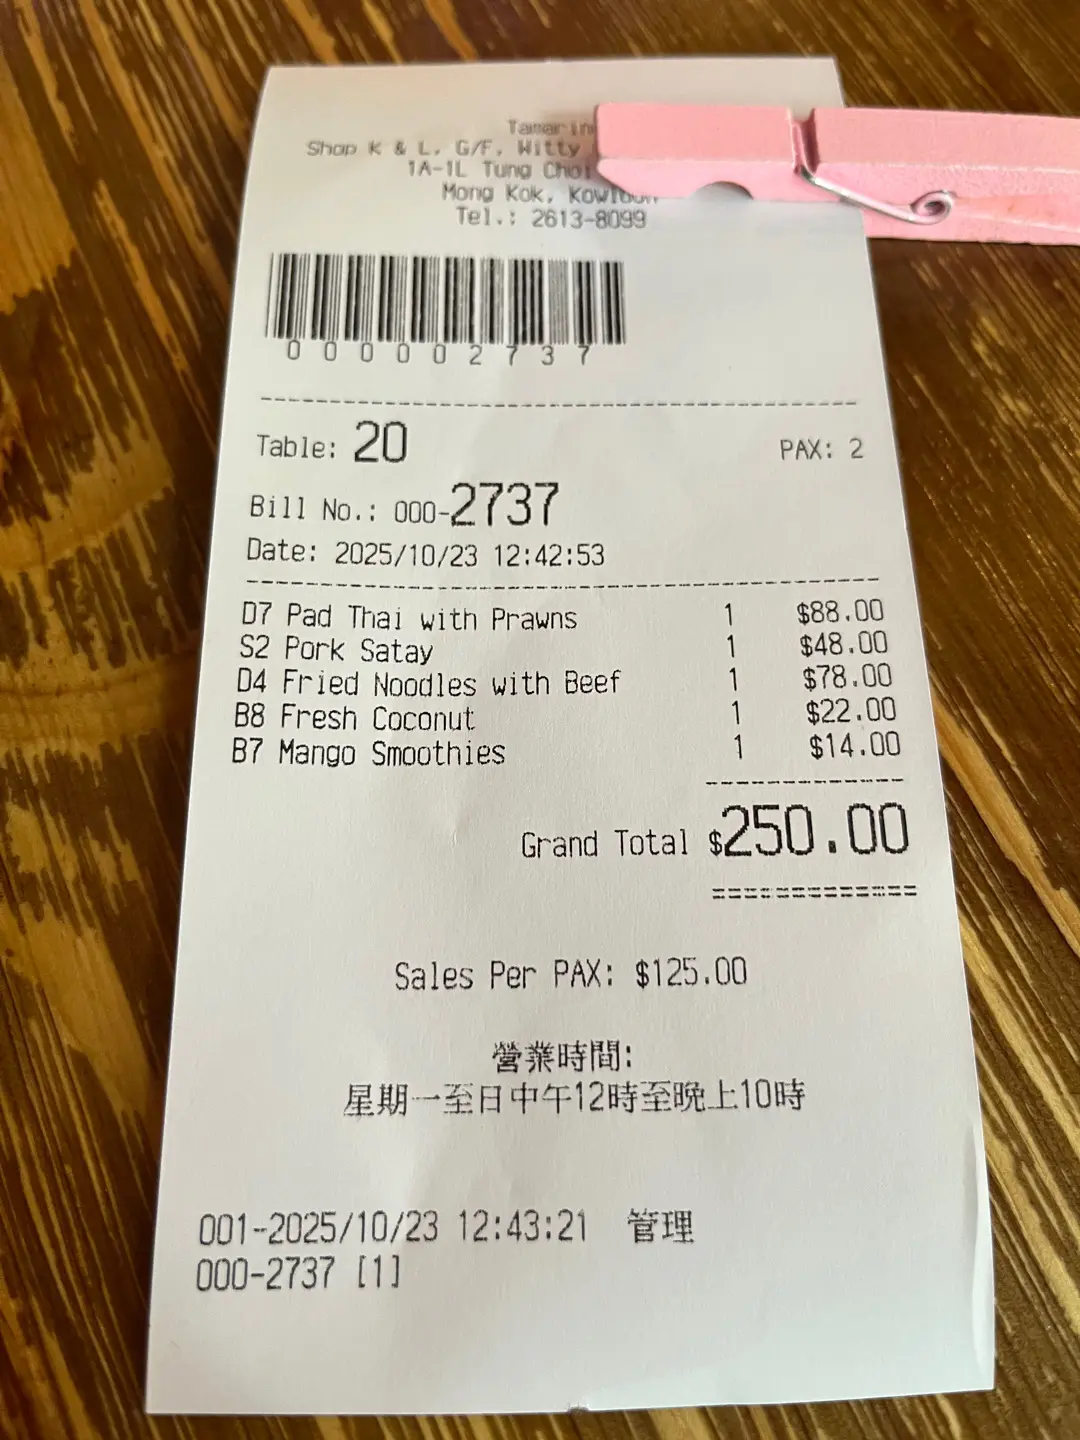 Shop K & L, G/F, Witty
1A-1L Tung Choi
Mong Kok, Kowloon
Tel.: 2613-8099
000002737
Table: 20 PAX: 2
Bill No.: 000-2737
Date: 2025/10/23 12:42:53
D7 Pad Thai with Prawns 1 $88.00
S2 Pork Satay 1 $48.00
D4 Fried Noodles with Beef 1 $78.00
B8 Fresh Coconut 1 $22.00
B7 Mango Smoothies 1 $14.00
Grand Total $250.00
Sales Per PAX: $125.00
營業時間:
星期一至日中午12時至晚上10時
001-2025/10/23 12:43:21 管理
000-2737 [1]